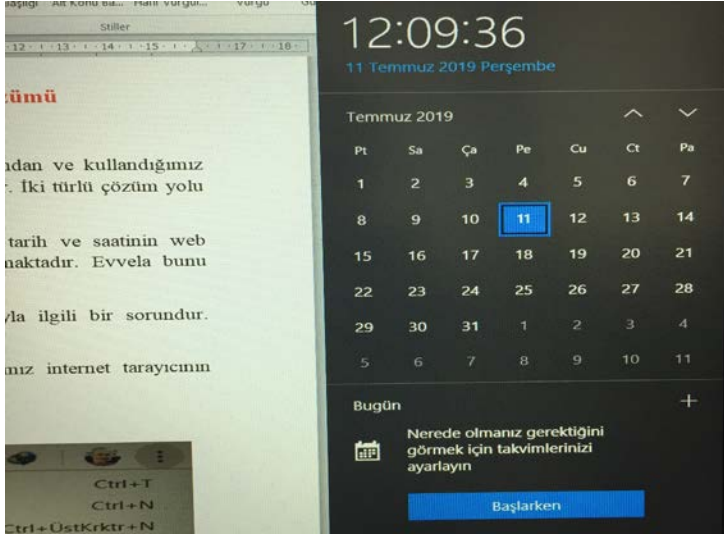 Stiller
12 · 13 · 14 · 15 · 17 · 18
tarih ve saatinin web
ndan ve kullandığımız
İki türlü çözüm yolu
maktadır. Evvela bunu
yla ilgili bir sorundur.
internet tarayıcının
Ctrl+T
Ctrl+N
Ctrl+ÜstKrktr+N
12:09:36
11 Temmuz 2019 Perşembe
Temmuz 2019
Pt Sa Ça Pe Cu Ct Pa
1 2 3 4 5 6 7
8 9 10 11 12 13 14
15 16 17 18 19 20 21
22 23 24 25 26 27 28
29 30 31 1 2 3 4
5 6 7 8 9 10 11
Bugün
Nerede olmanız gerektiğini
görmek için takvimlerinizi
ayarlayın
Başlarken